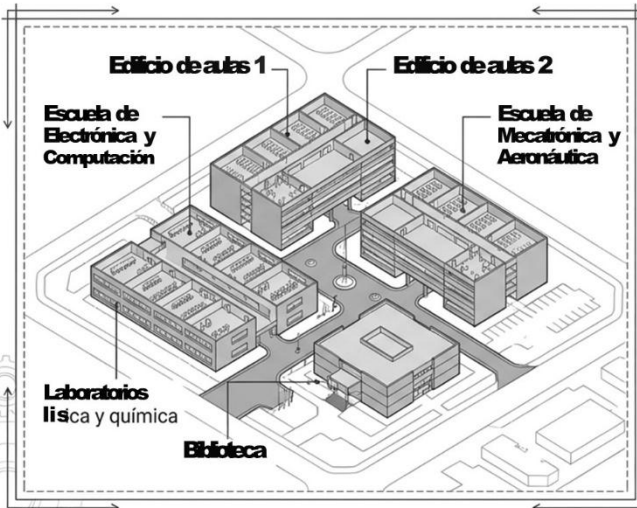 Edificio de aulas 1
Edificio de aulas 2
Escuela de
Electrónica y
Computación
Escuela de
Mecatrónica y
Aeronáutica
Laboratorios
lisica y química
Biblioteca